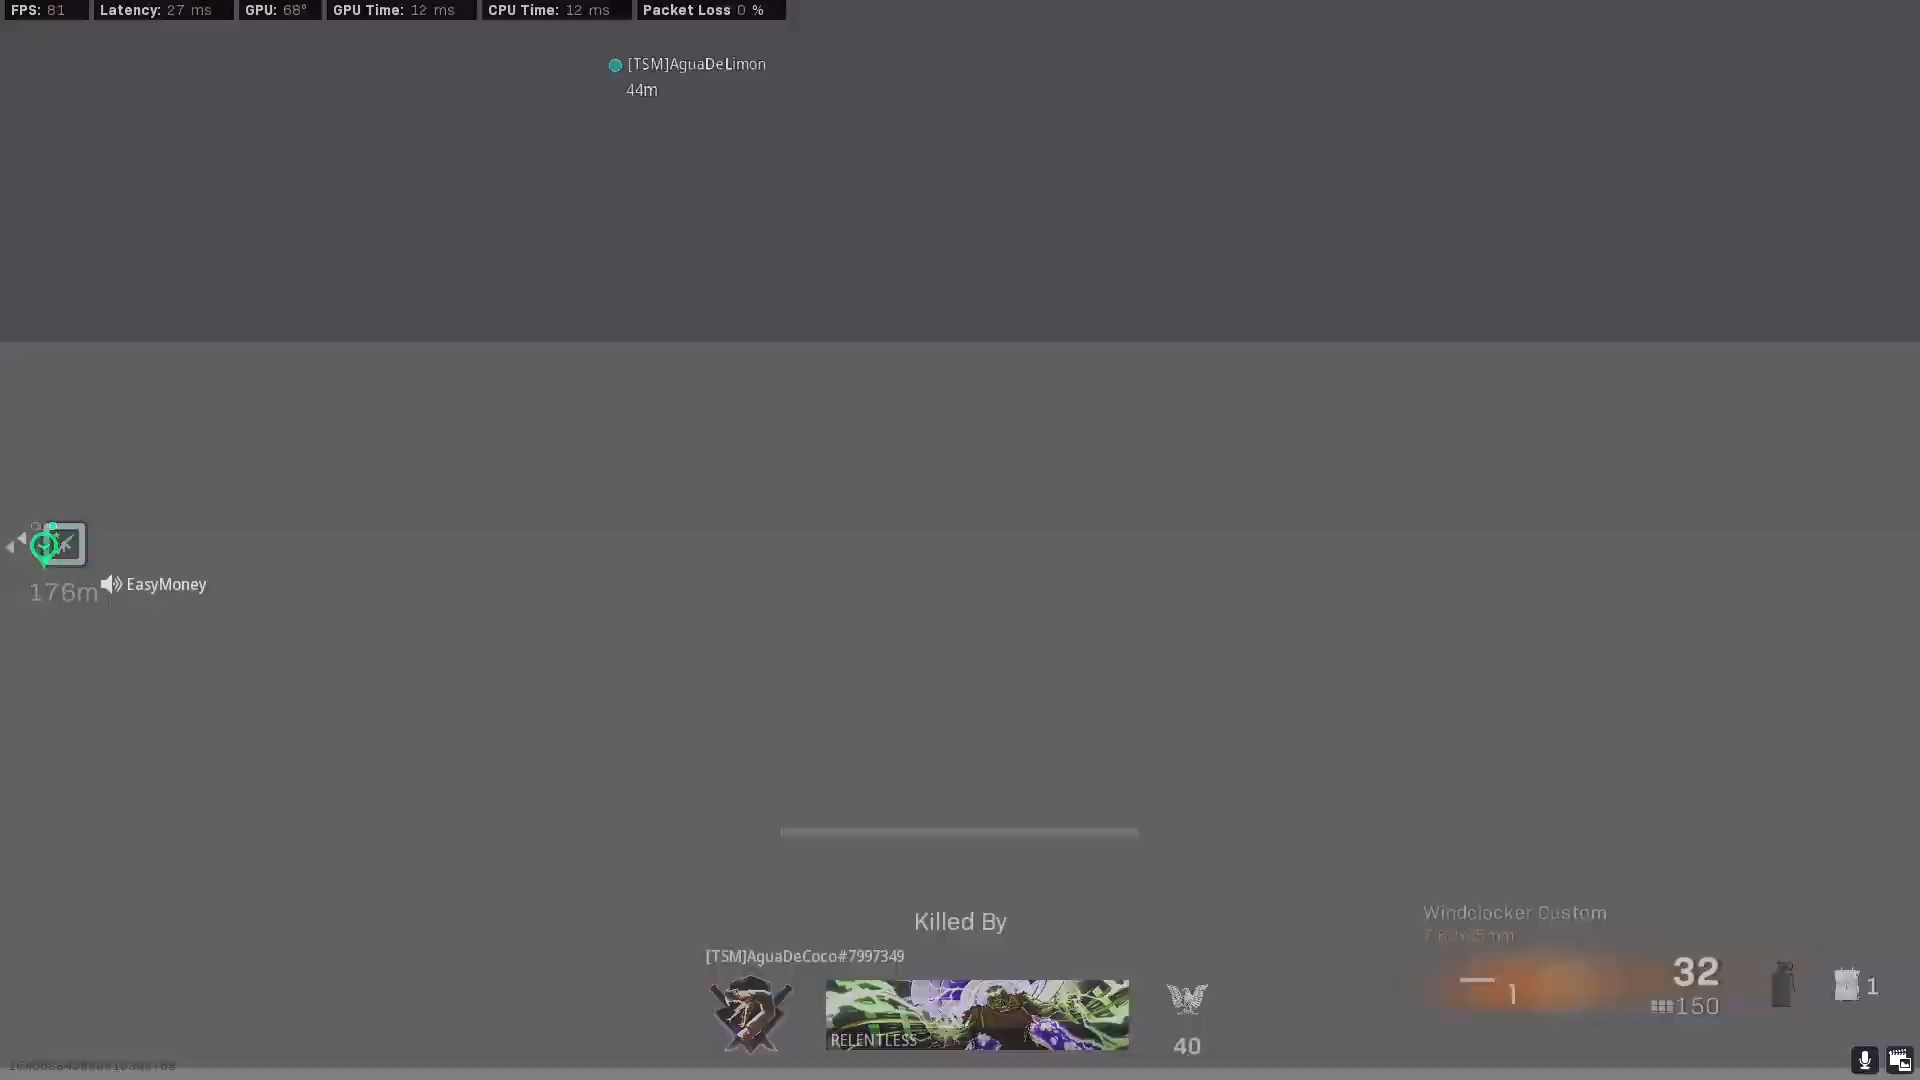 FPS: 81 Latency: 27 ms GPU: 68° GPU Time: 12 ms CPU Time: 12 ms Packet Loss 0 %
[TSM]AguaDeLimon
44m
176m
EasyMoney
Killed By
[TSM]AguaDeCoco#7997349
RELENTLESS
40
Windclocker Custom
32
1
150
1